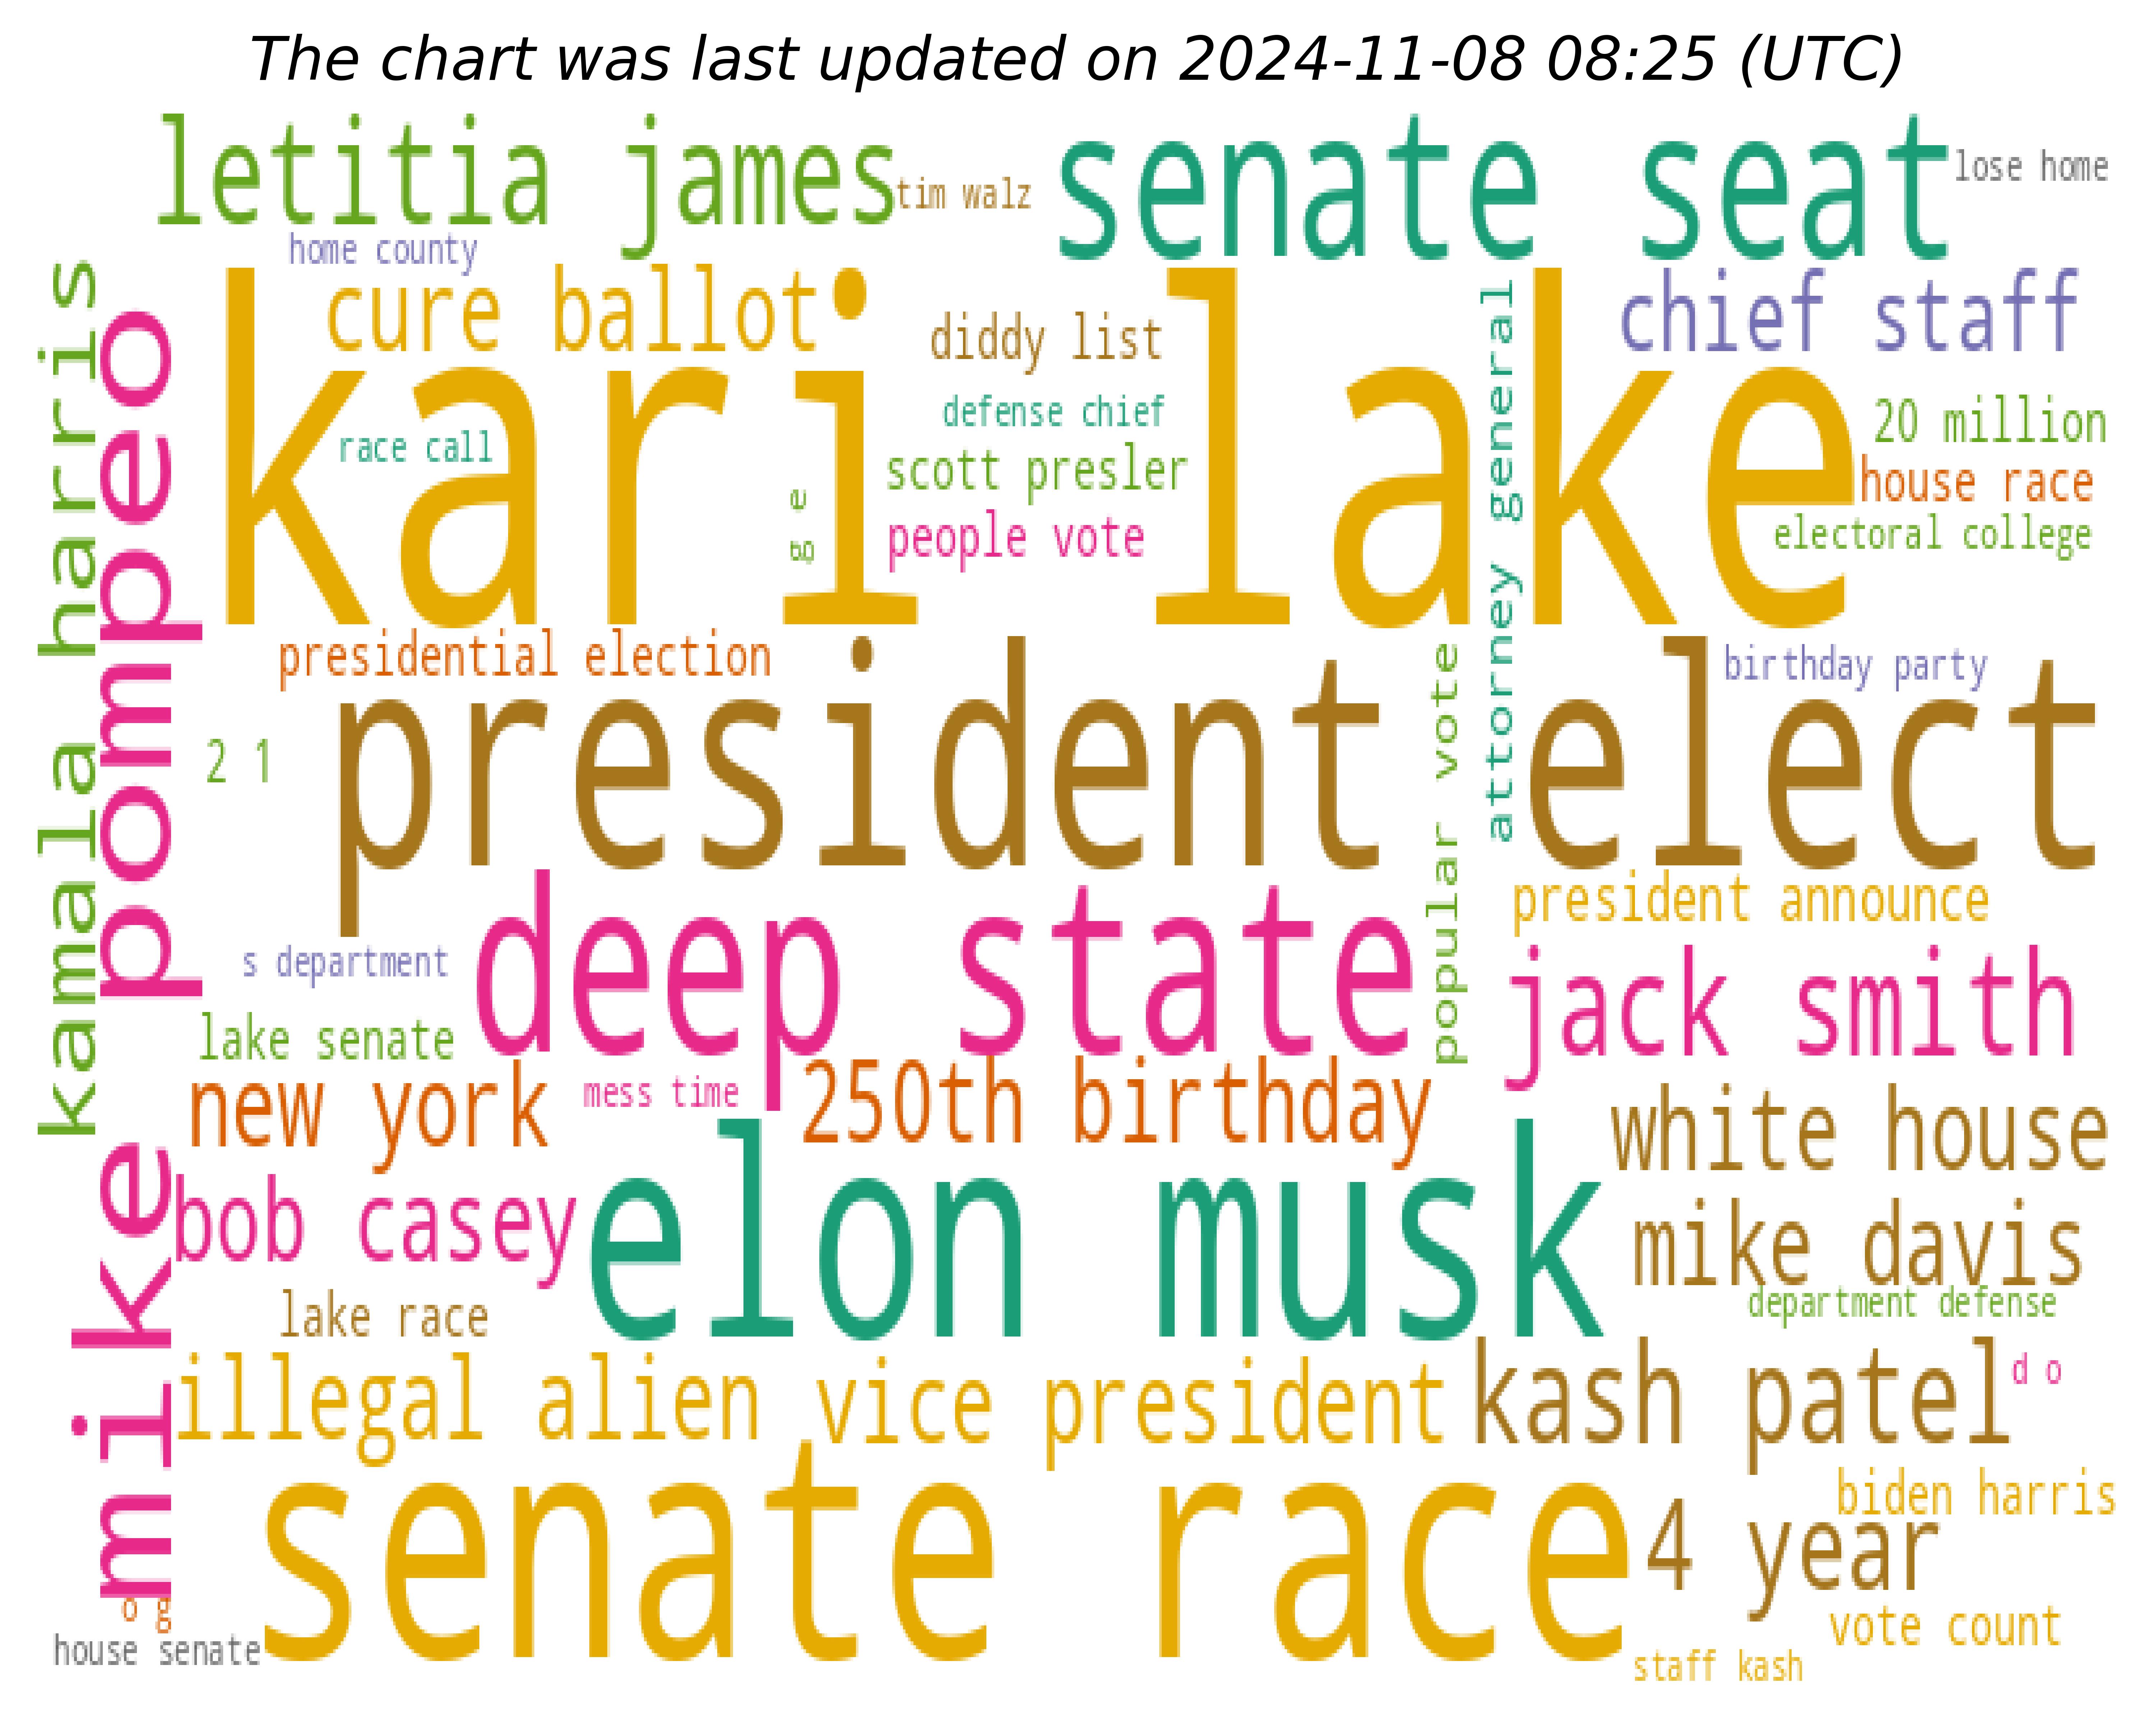 The chart was last updated on 2024-11-08 08:25 (UTC)
letitia james
tim walz
senate seat
lose home
home county
cure ballot
diddy list
chief staff
kari lake
race call
defense chief
scott presler
g e
people vote
attorney general
20 million
house race
electoral college
kamala harris
mike pompeo
presidential election
birthday party
2 1
president elect
popular vote
president announce
s department
deep state
jack smith
lake senate
new york
mess time
250th birthday
white house
bob casey
elon musk
mike davis
department defense
lake race
illegal alien
vice president
kash patel
d o
senate race
biden harris
4 year
o g
house senate
vote count
staff kash